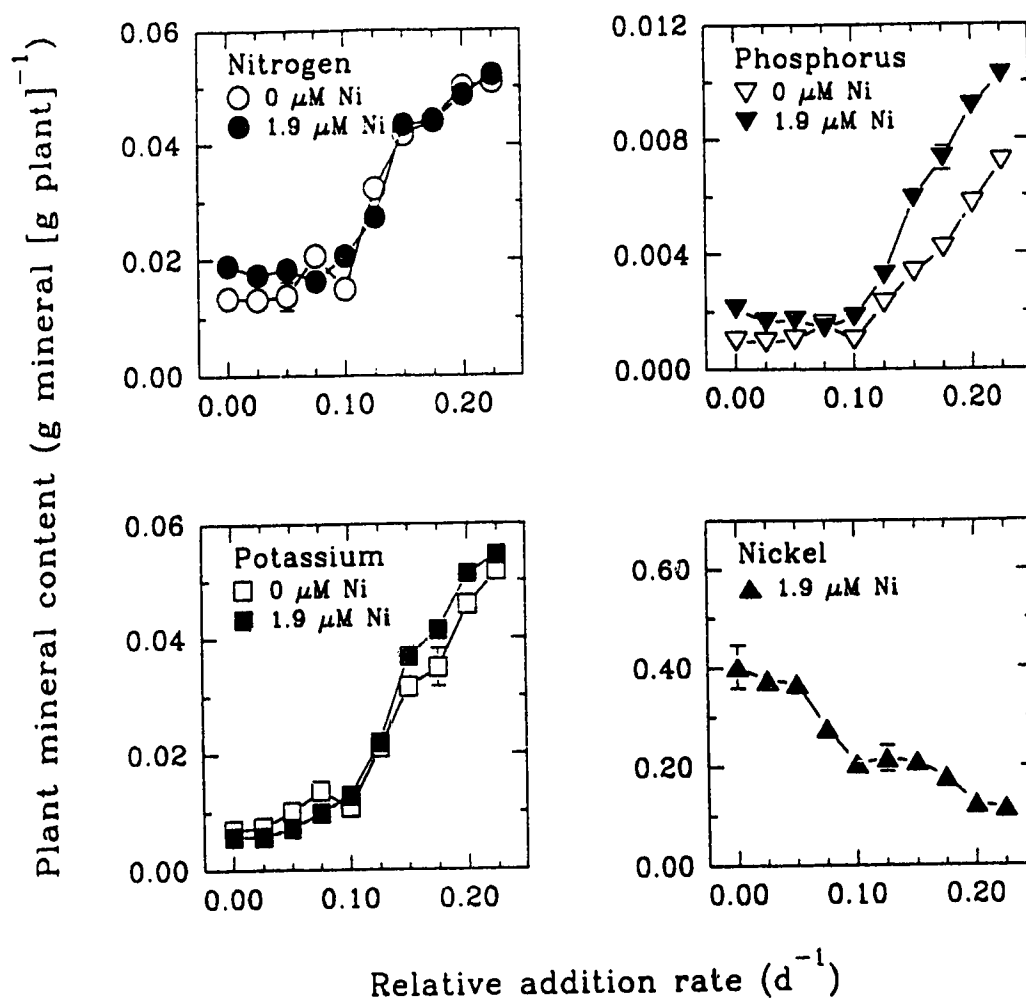 Plant mineral content (g mineral [g plant]⁻¹
0.06
0.04
0.02
0.00
Nitrogen
0 μM Ni
1.9 μM Ni
0.00 0.10 0.20
0.012
0.008
0.004
0.000
Phosphorus
0 μM Ni
1.9 μM Ni
0.00 0.10 0.20
0.06
0.04
0.02
0.00
Potassium
0 μM Ni
1.9 μM Ni
0.00 0.10 0.20
0.60
0.40
0.20
0.00
Nickel
1.9 μM Ni
0.00 0.10 0.20
Relative addition rate (d⁻¹)